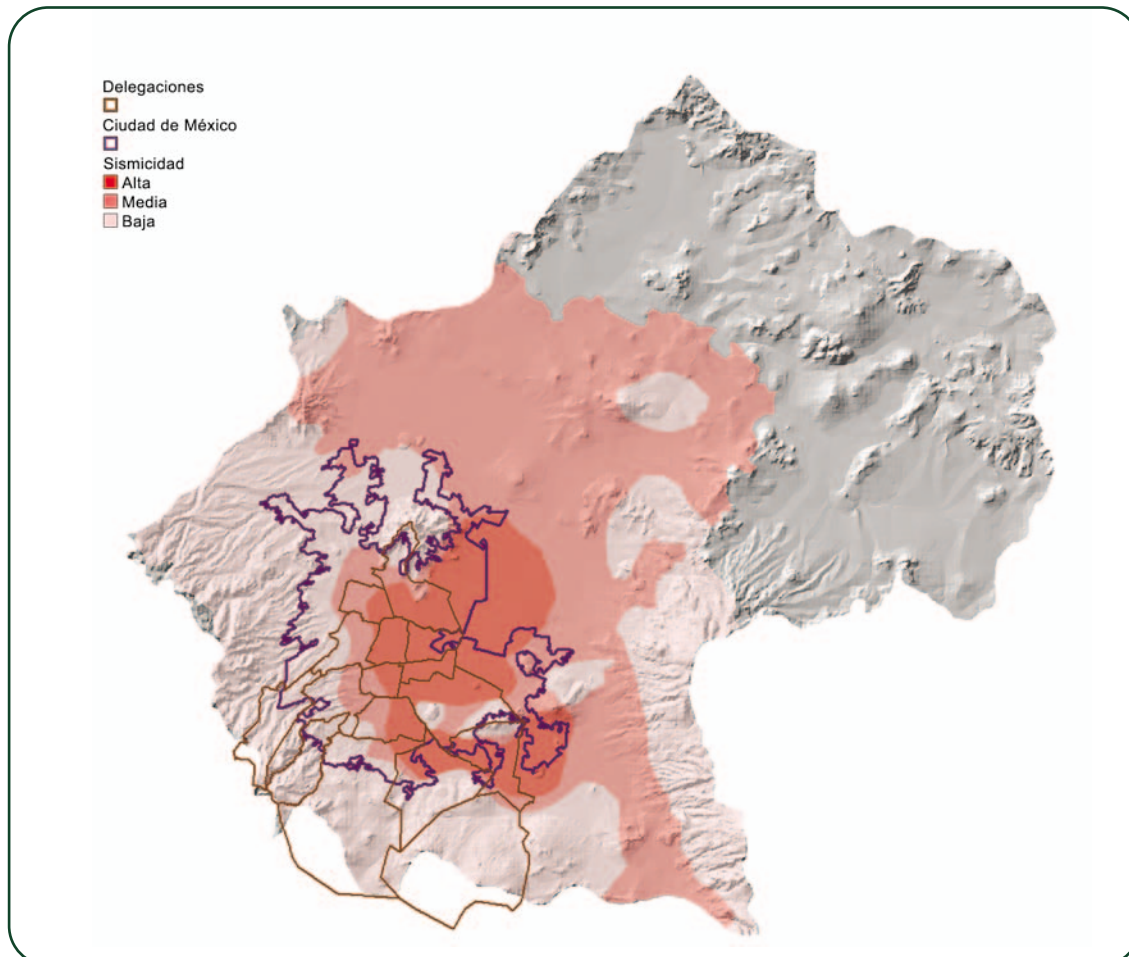 Delegaciones
Ciudad de México
Sismicidad
Alta
Media
Baja